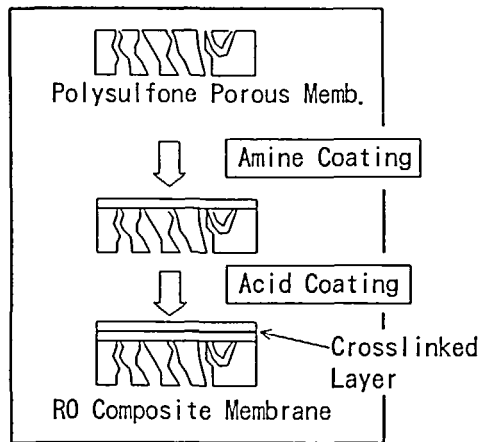 Polysulfone Porous Memb.
Amine Coating
Acid Coating
Crosslinked
Layer
RO Composite Membrane